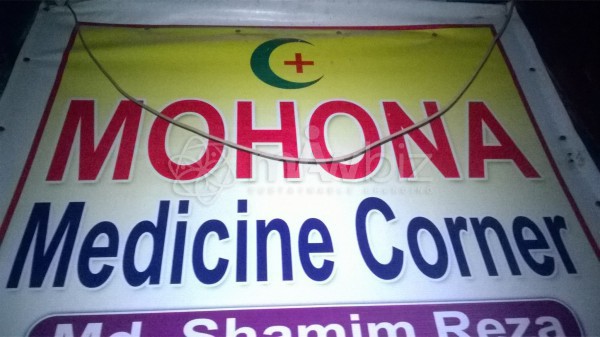 MOHONA
Medicine Corner
Md. Shamim Reza